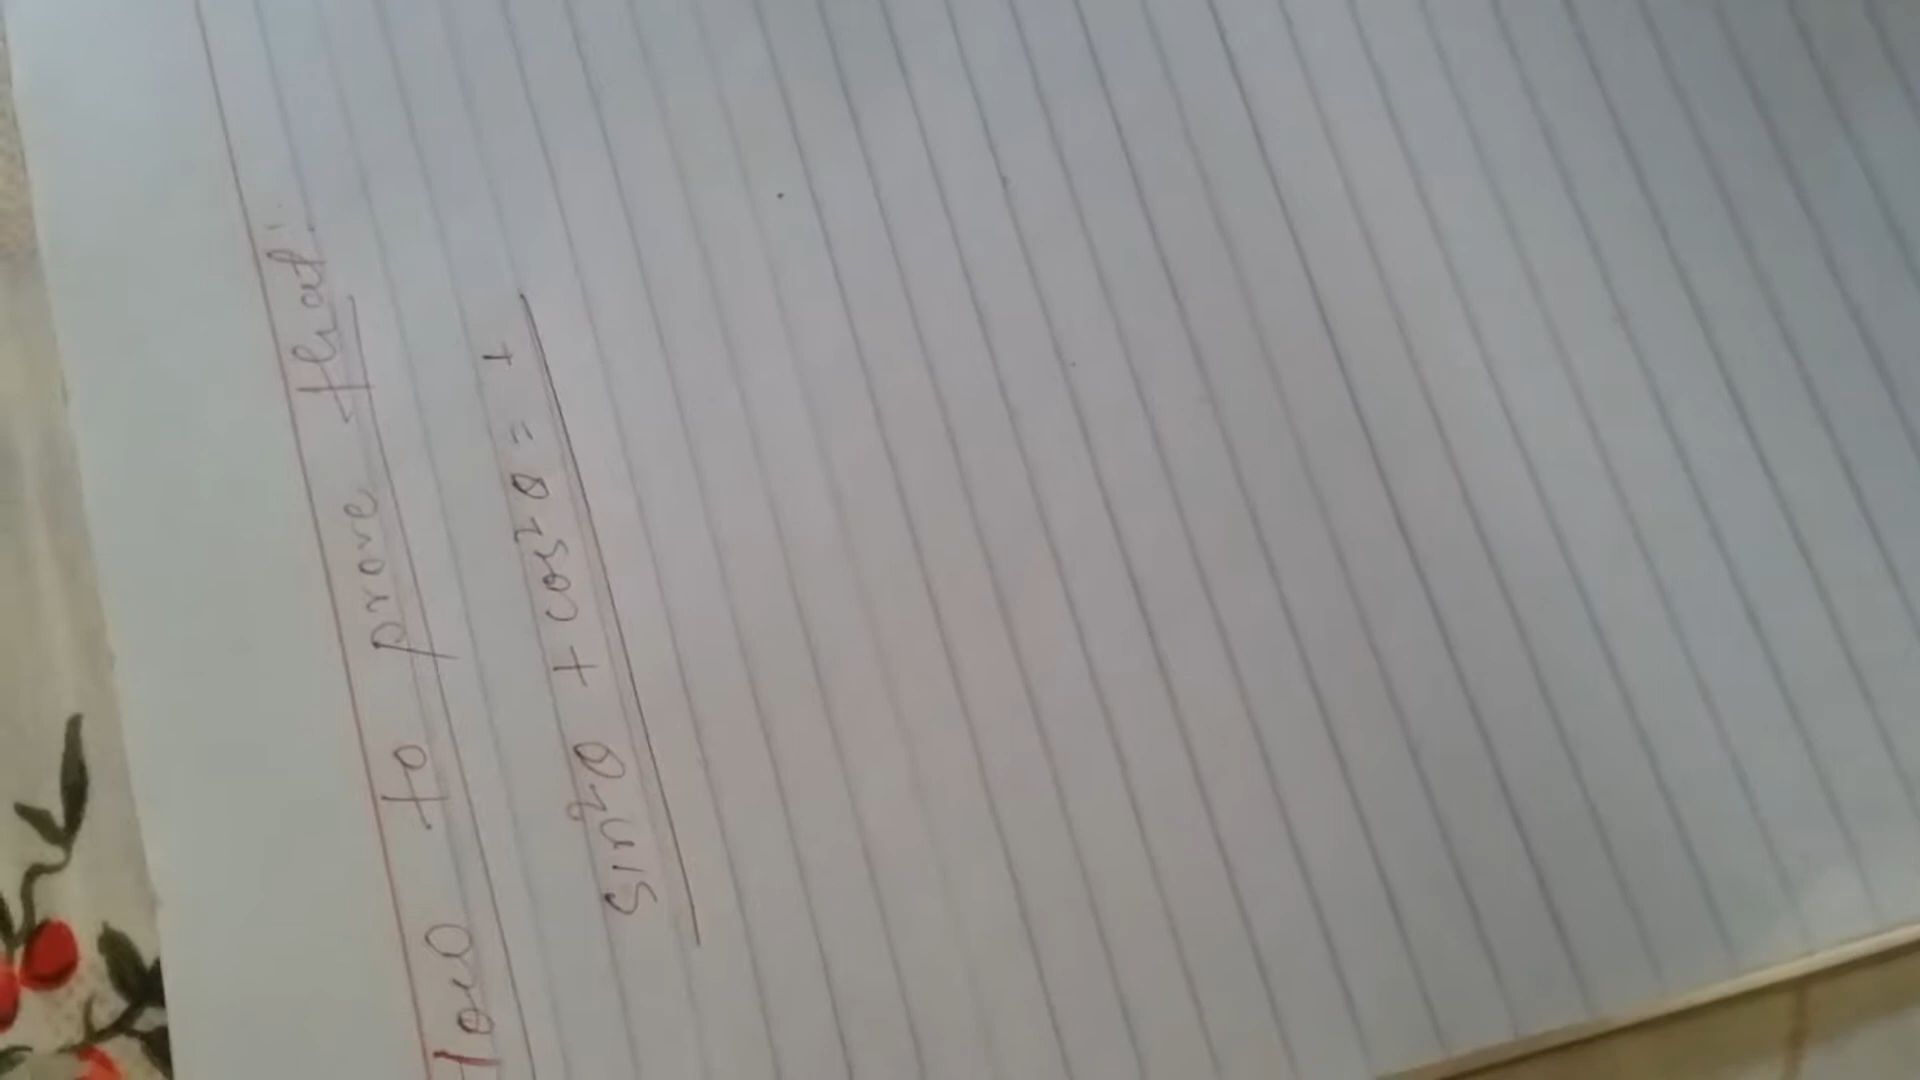 How to prove that:
sin²θ + cos²θ = 1